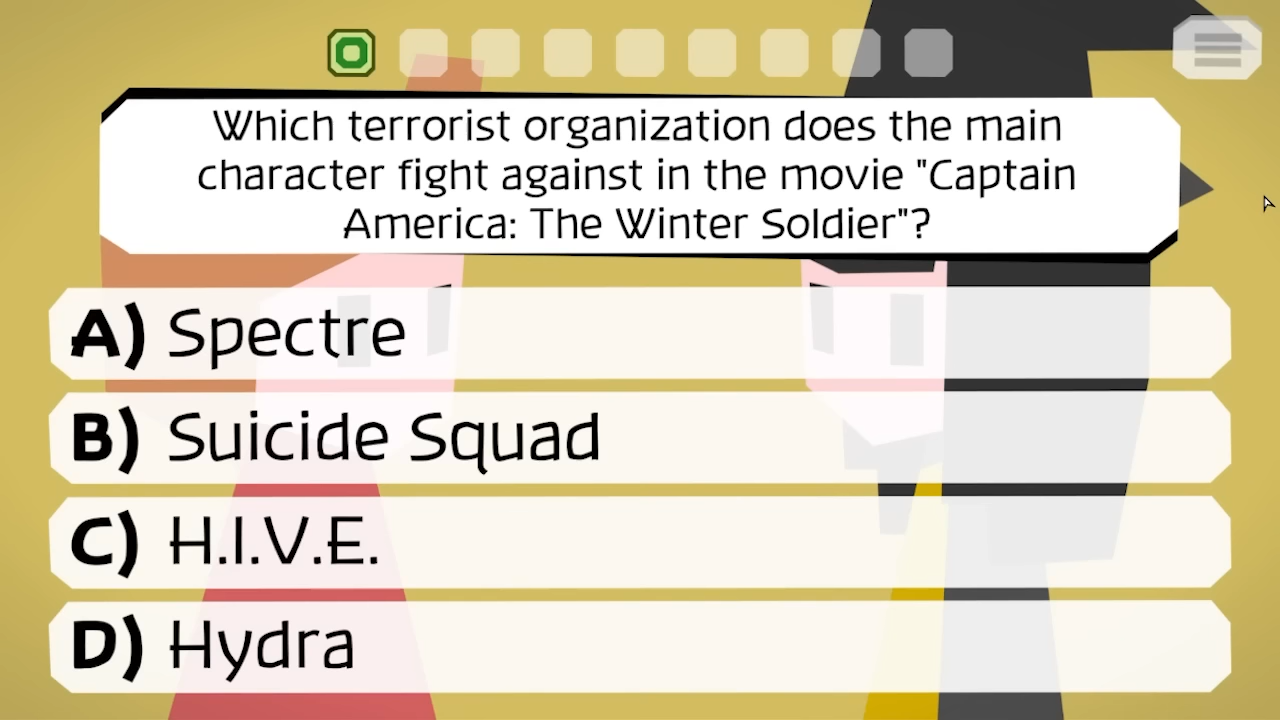 Which terrorist organization does the main
character fight against in the movie "Captain
America: The Winter Soldier"?
A) Spectre
B) Suicide Squad
C) H.I.V.E.
D) Hydra